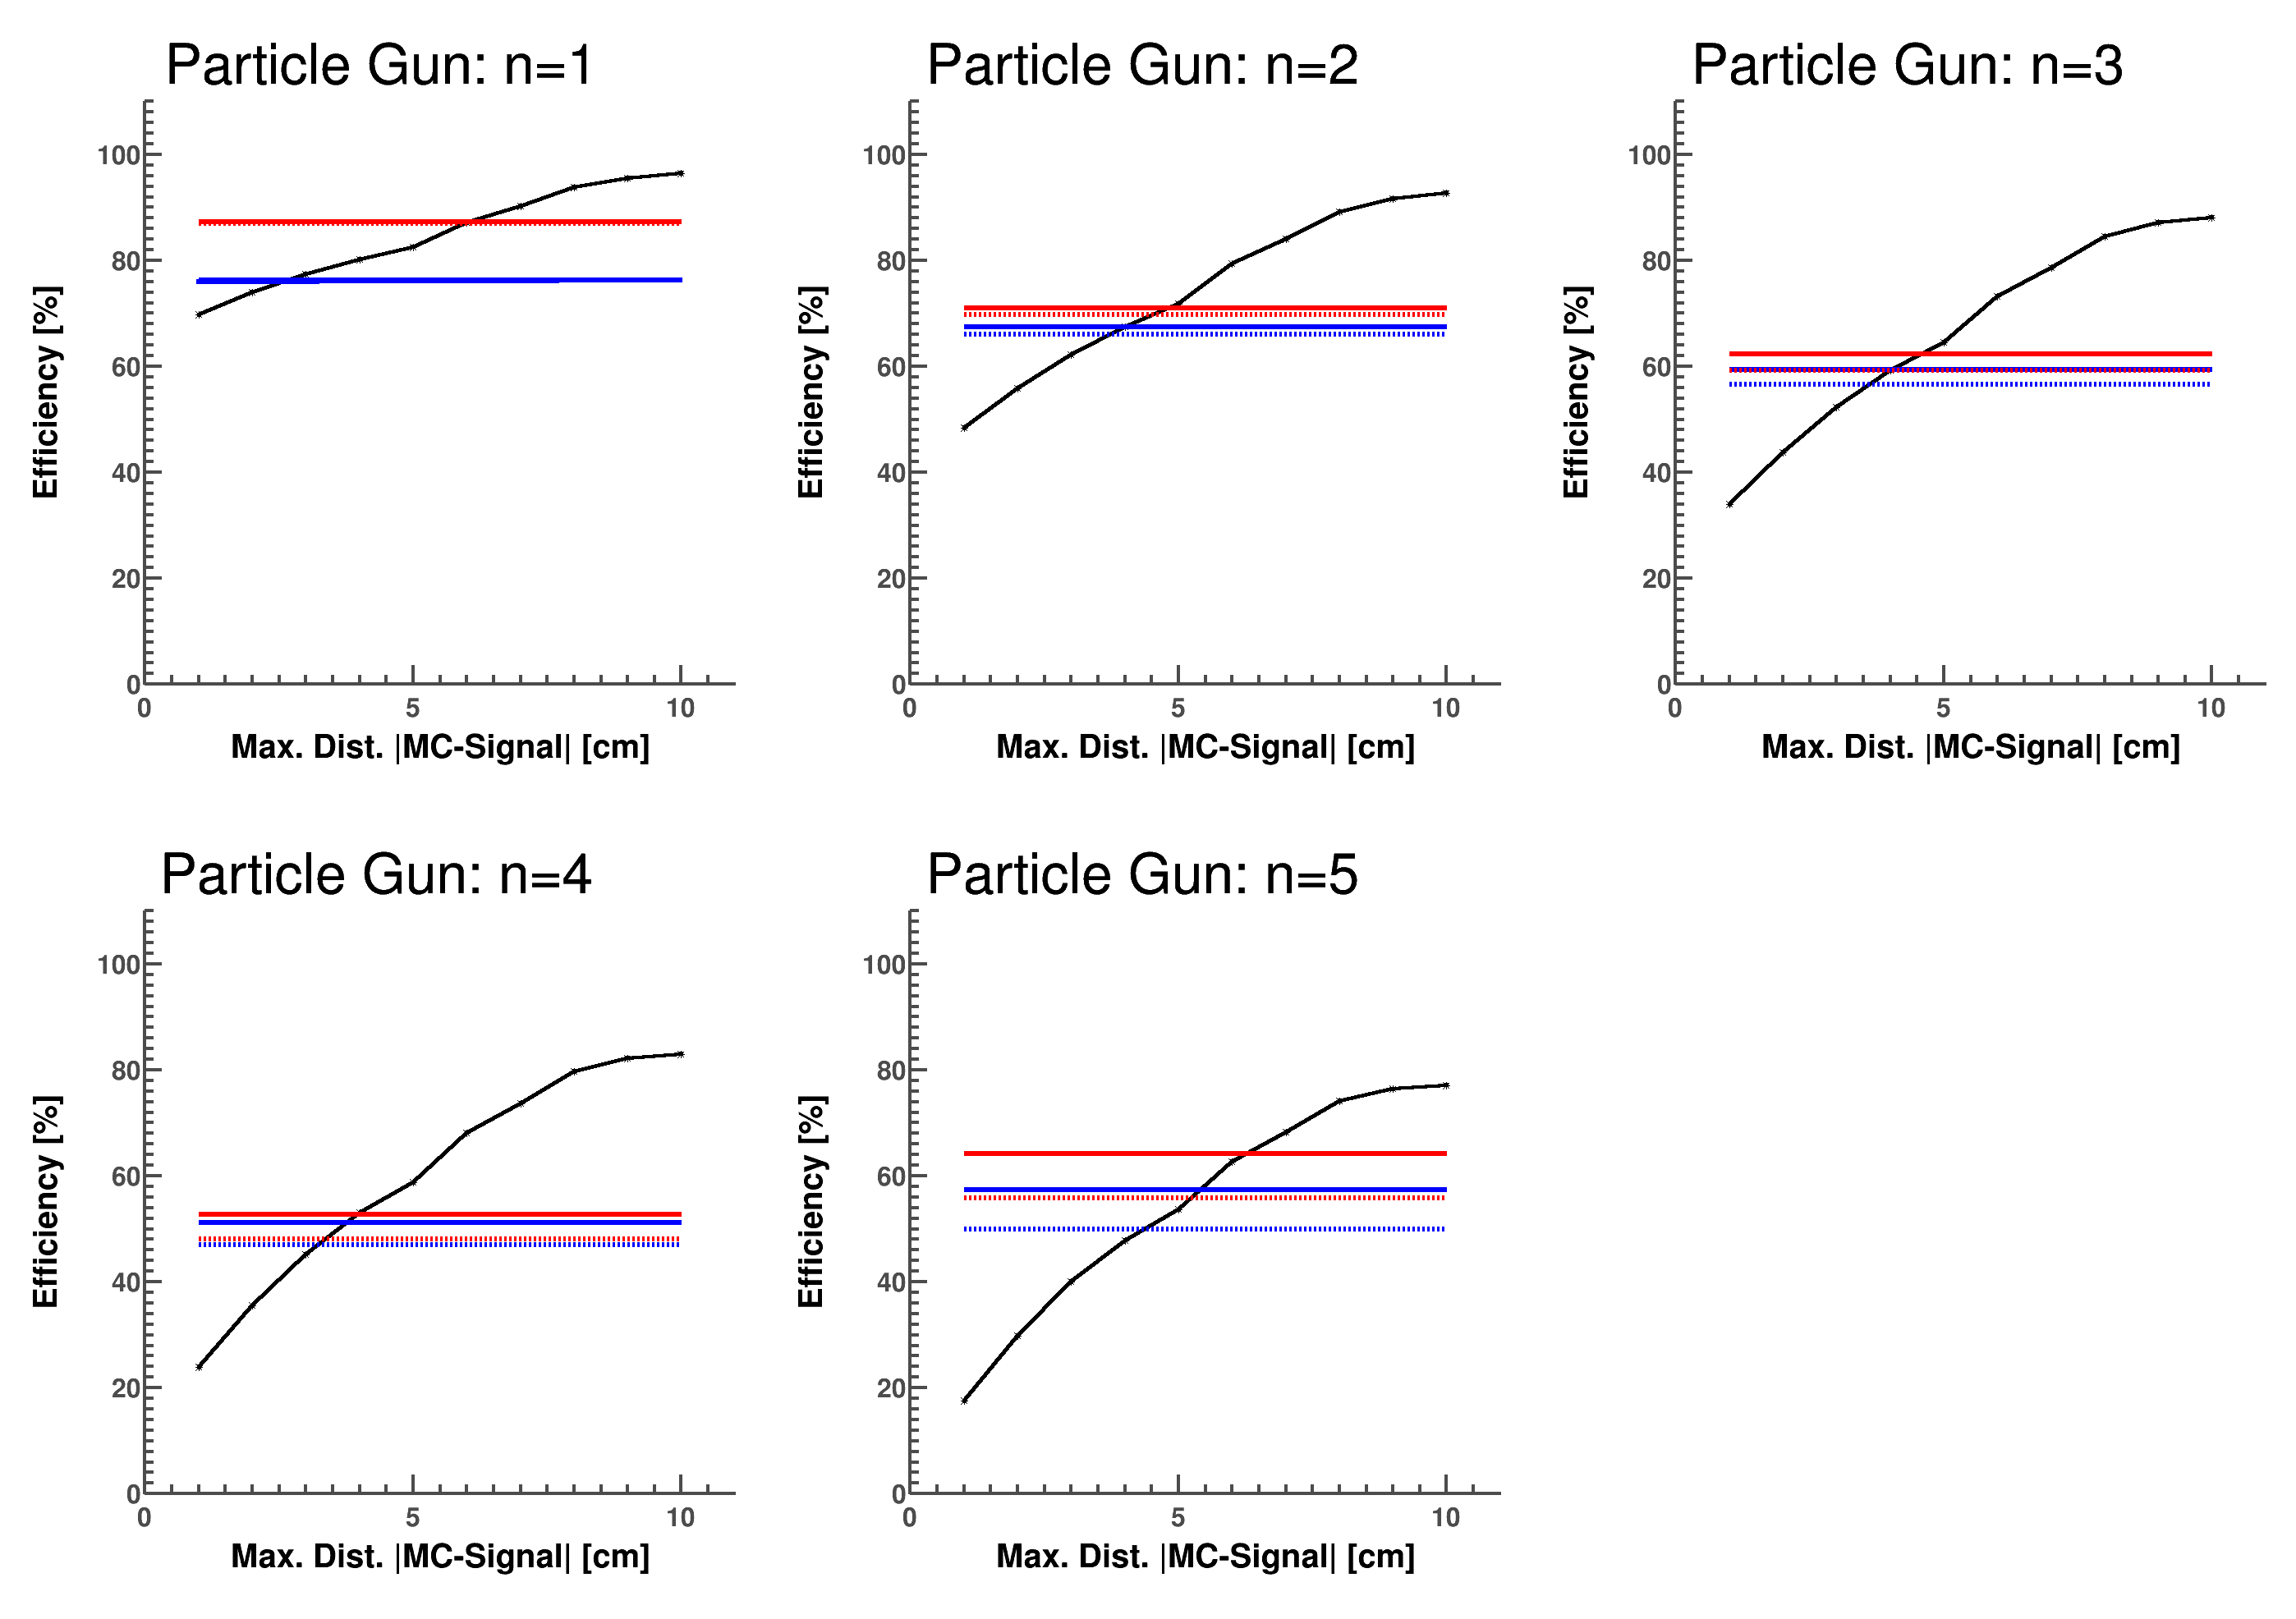 Particle Gun: n=1
Efficiency [%]
100
80
60
40
20
0
0 5 10
Max. Dist. |MC-Signal| [cm]
Particle Gun: n=2
Efficiency [%]
100
80
60
40
20
0
0 5 10
Max. Dist. |MC-Signal| [cm]
Particle Gun: n=3
Efficiency [%]
100
80
60
40
20
0
0 5 10
Max. Dist. |MC-Signal| [cm]
Particle Gun: n=4
Efficiency [%]
100
80
60
40
20
0
0 5 10
Max. Dist. |MC-Signal| [cm]
Particle Gun: n=5
Efficiency [%]
100
80
60
40
20
0
0 5 10
Max. Dist. |MC-Signal| [cm]